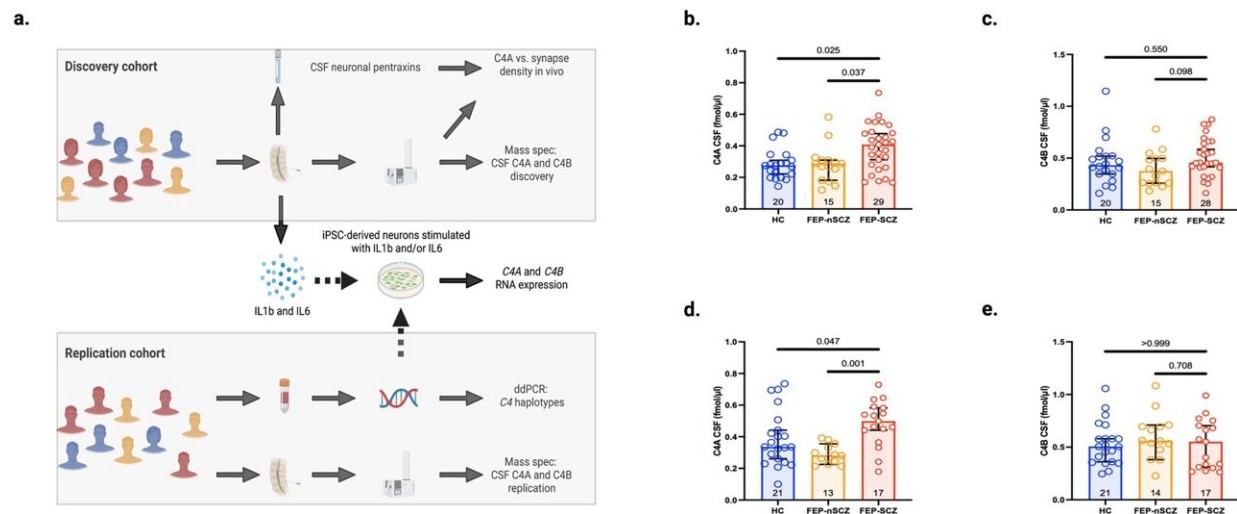 a.
Discovery cohort
CSF neuronal pentraxins
C4A vs. synapse
density in vivo
Mass spec:
CSF C4A and C4B
discovery
iPSC-derived neurons stimulated
with IL1b and/or IL6
IL1b and IL6
C4A and C4B
RNA expression
Replication cohort
ddPCR:
C4 haplotypes
Mass spec:
CSF C4A and C4B
replication
b.
C4A CSF (fmol/µl)
1.0
0.8
0.6
0.4
0.2
0.0
0.025
0.037
20
15
29
HC
FEP-nSCZ
FEP-SCZ
c.
C4B CSF (fmol/µl)
1.5
1.0
0.5
0.0
0.550
0.098
20
15
28
HC
FEP-nSCZ
FEP-SCZ
d.
C4A CSF (fmol/µl)
1.0
0.8
0.6
0.4
0.2
0.0
0.047
0.001
21
13
17
HC
FEP-nSCZ
FEP-SCZ
e.
C4B CSF (fmol/µl)
1.5
1.0
0.5
0.0
>0.999
0.708
21
14
17
HC
FEP-nSCZ
FEP-SCZ